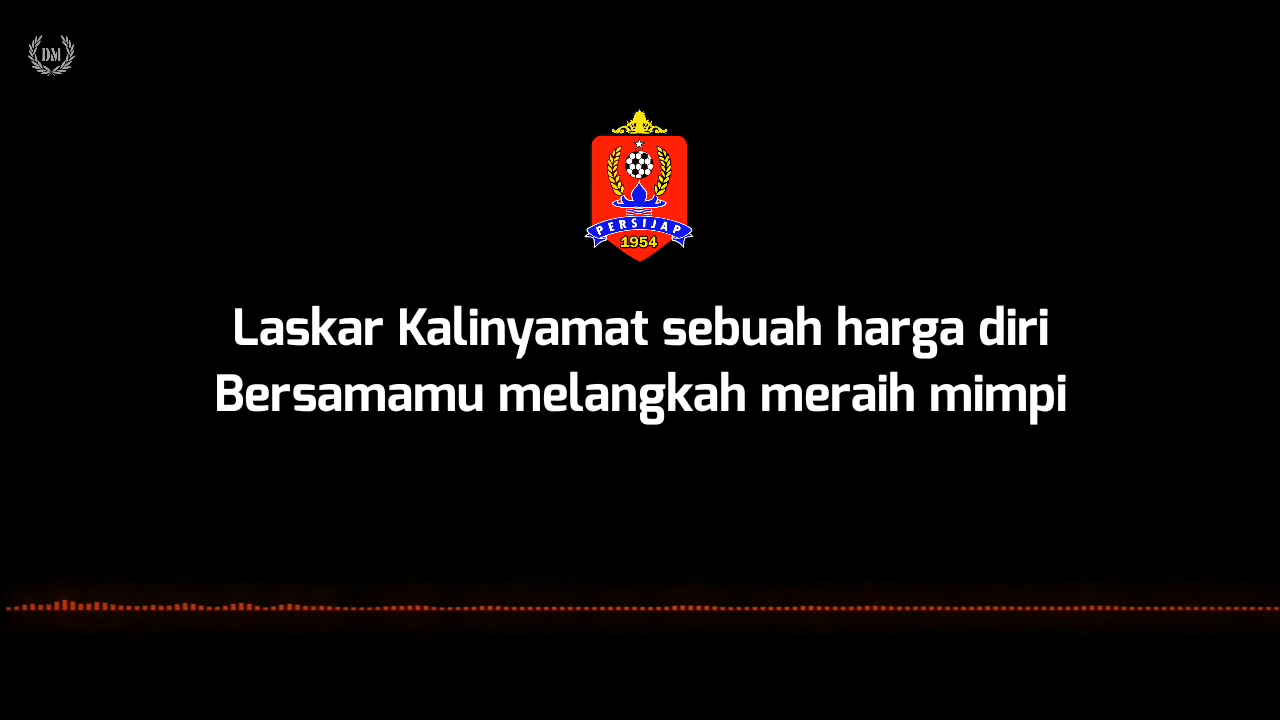 DM
PERSIJAP
1954
Laskar Kalinyamat sebuah harga diri
Bersamamu melangkah meraih mimpi